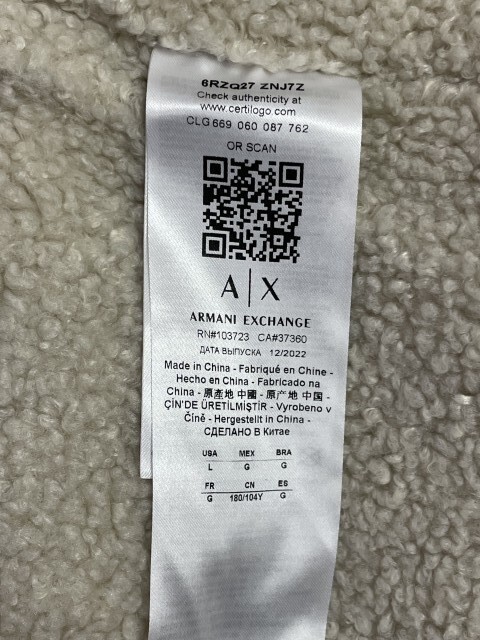 6RZQ27 ZNJ7Z
Check authenticity at
www.certilogo.com
CLG 669 060 087 762
OR SCAN
A|X
ARMANI EXCHANGE
RN#103723 CA#37360
ДАТА ВЫПУСКА 12/2022
Made in China - Fabriqué en Chine -
Hecho en China - Fabricado na
China - 原產地 中國 - 原产地 中国 -
ÇİN'DE ÜRETİLMİŞTİR - Vyrobeno v
Číně - Hergestellt in China -
СДЕЛАНО В Китае
USA MEX BRA
L G G
FR CN ES
G 180/104Y G